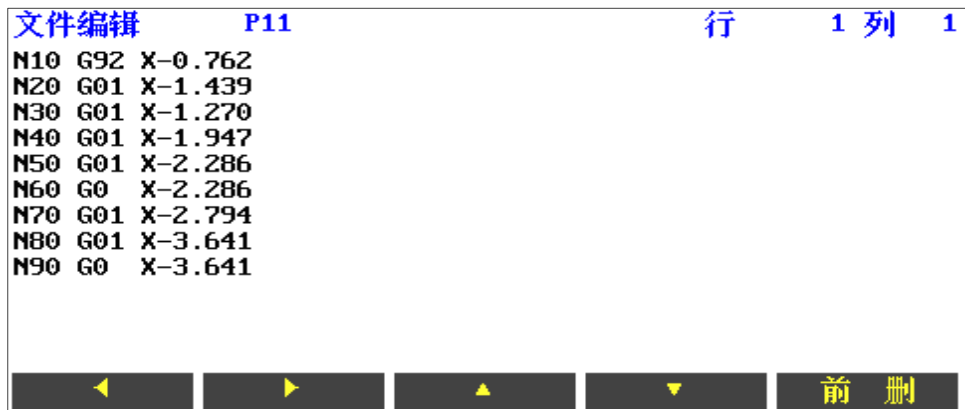 文件编辑 P11 行 1 列 1
N10 G92 X-0.762
N20 G01 X-1.439
N30 G01 X-1.270
N40 G01 X-1.947
N50 G01 X-2.286
N60 G0 X-2.286
N70 G01 X-2.794
N80 G01 X-3.641
N90 G0 X-3.641
前 删